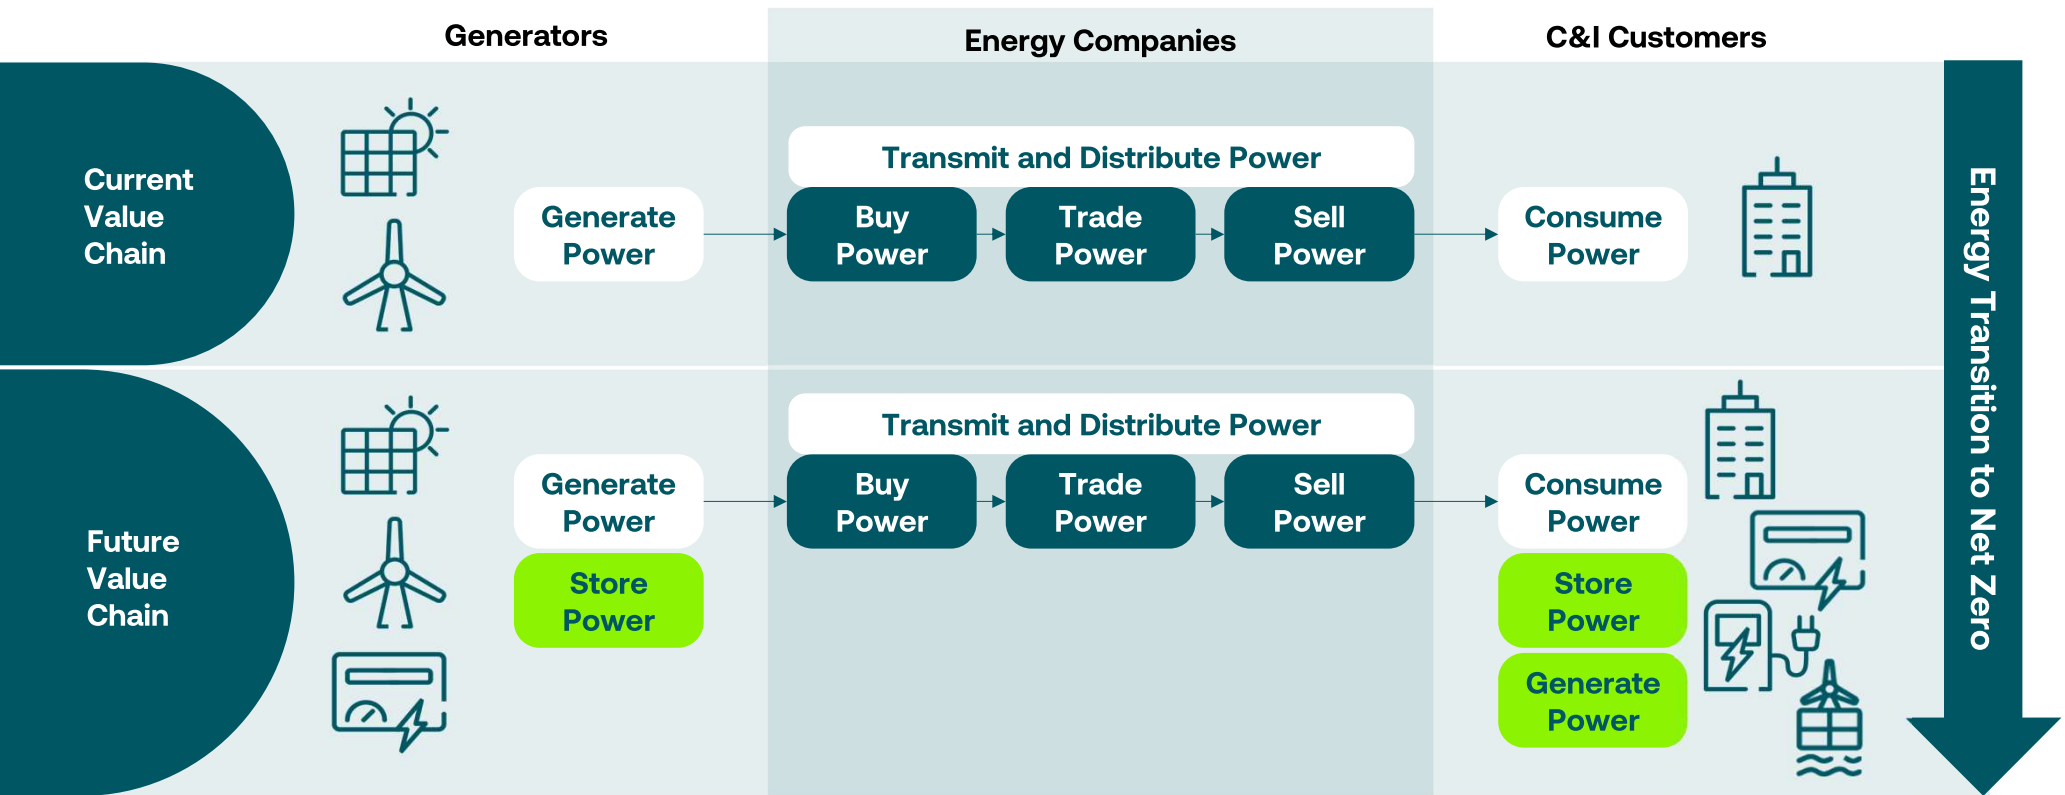 Generators
Energy Companies
C&I Customers
Current
Value
Chain
Generate
Power
Transmit and Distribute Power
Buy
Power
Trade
Power
Sell
Power
Consume
Power
Future
Value
Chain
Generate
Power
Store
Power
Transmit and Distribute Power
Buy
Power
Trade
Power
Sell
Power
Consume
Power
Store
Power
Generate
Power
Energy Transition to Net Zero